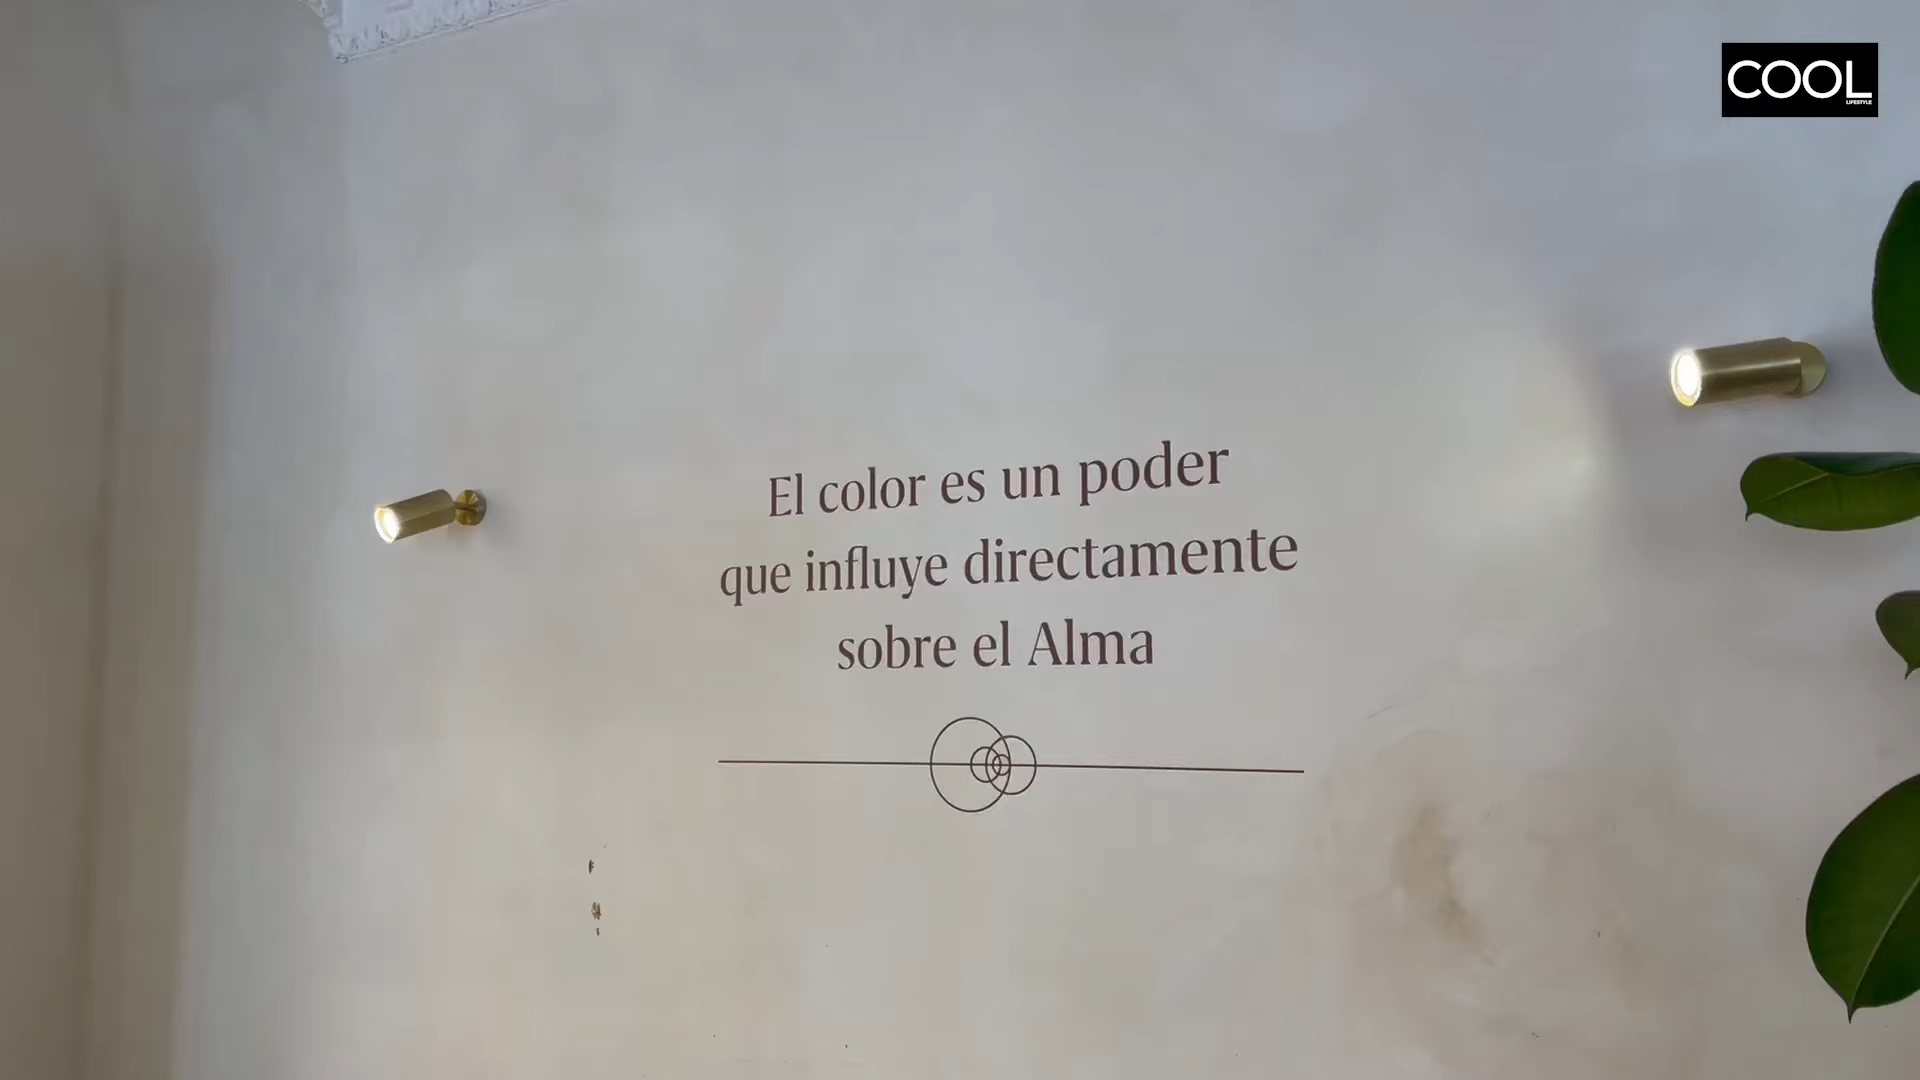 COOL
LIFESTYLE
El color es un poder
que influye directamente
sobre el Alma